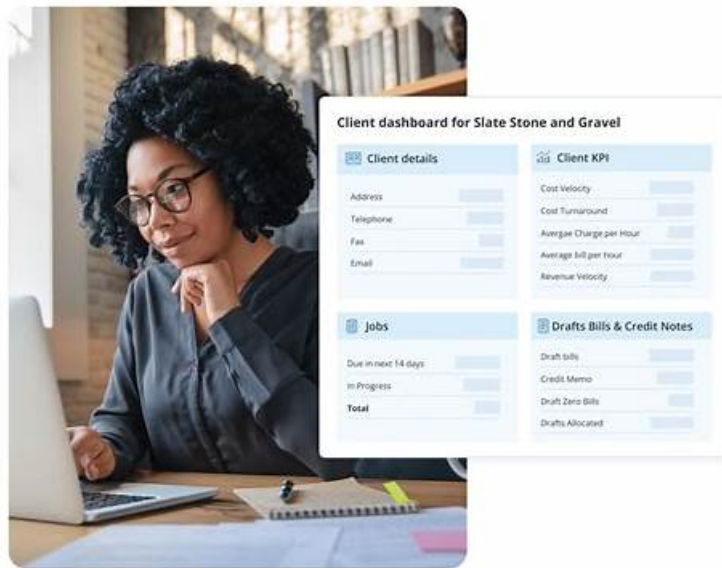 Client dashboard for Slate Stone and Gravel
Client details
Address
Telephone
Fax
Email
Client KPI
Cost Velocity
Cost Turnaround
Avergae Charge per Hour
Average bill per hour
Revenue Velocity
Jobs
Due in next 14 days
In Progress
Total
Drafts Bills & Credit Notes
Draft bills
Credit Memo
Draft Zero Bills
Drafts Allocated